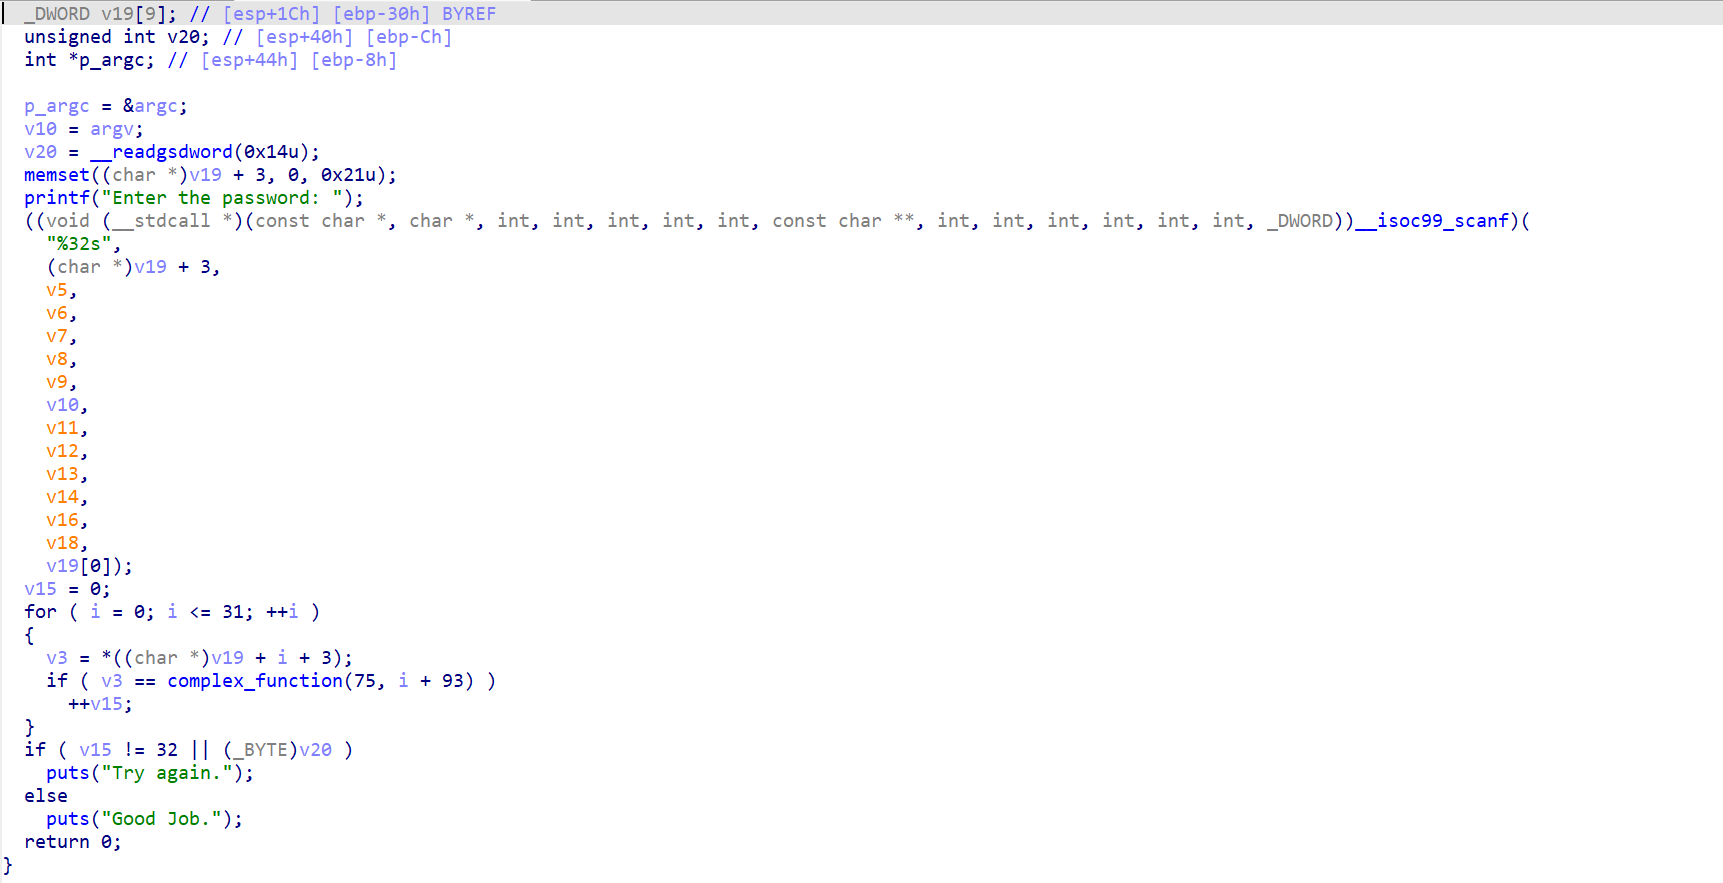 _DWORD v19[9]; // [esp+1Ch] [ebp-30h] BYREF
unsigned int v20; // [esp+40h] [ebp-Ch]
int *p_argc; // [esp+44h] [ebp-8h]
p_argc = &argc;
v10 = argv;
v20 = __readgsdword(0x14u);
memset((char *)v19 + 3, 0, 0x21u);
printf("Enter the password: ");
((void (__stdcall *)(const char *, char *, int, int, int, int, int, const char **, int, int, int, int, int, int, _DWORD))__isoc99_scanf)(
"%32s",
(char *)v19 + 3,
v5,
v6,
v7,
v8,
v9,
v10,
v11,
v12,
v13,
v14,
v16,
v18,
v19[0]);
v15 = 0;
for ( i = 0; i <= 31; ++i )
{
v3 = *((char *)v19 + i + 3);
if ( v3 == complex_function(75, i + 93) )
++v15;
}
if ( v15 != 32 || (_BYTE)v20 )
puts("Try again.");
else
puts("Good Job.");
return 0;
}